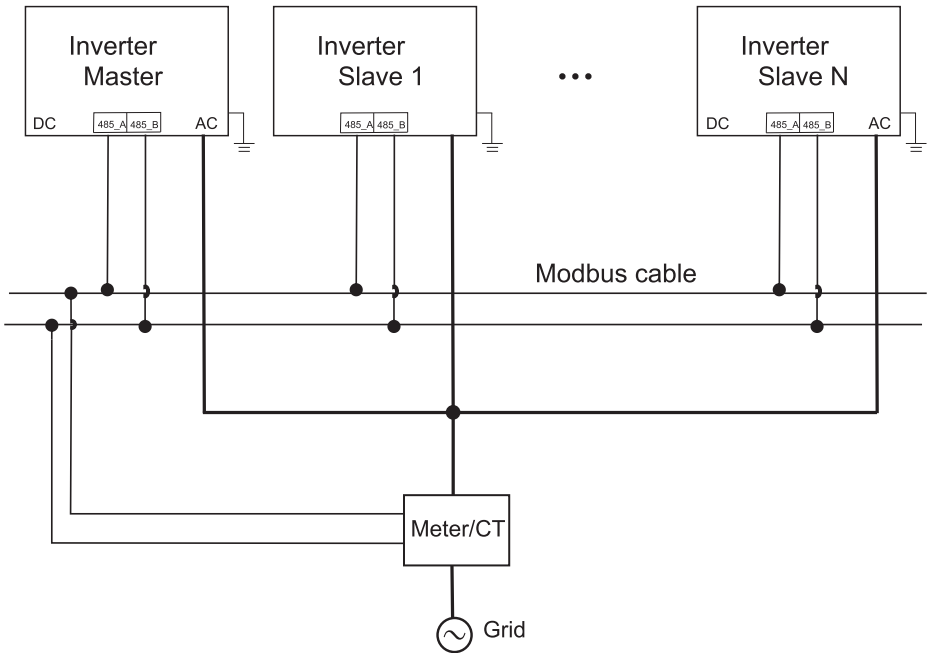 Inverter
Master
DC 485_A 485_B AC
Inverter
Slave 1
485_A 485_B
...
Inverter
Slave N
DC 485_A 485_B AC
Modbus cable
Meter/CT
Grid